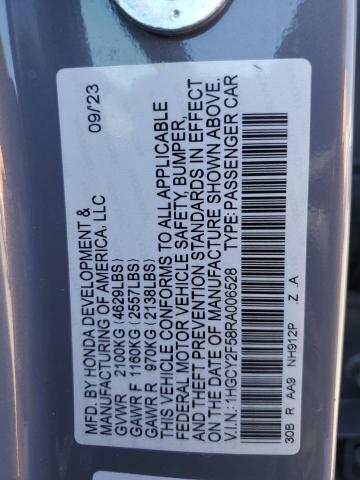 MFD. BY HONDA DEVELOPMENT & 09/23
MANUFACTURING OF AMERICA, LLC
GVWR 2100KG (4629LBS)
GAWR F 1160KG (2557LBS)
GAWR R 970KG (2138LBS)
THIS VEHICLE CONFORMS TO ALL APPLICABLE
FEDERAL MOTOR VEHICLE SAFETY, BUMPER,
AND THEFT PREVENTION STANDARDS IN EFFECT
ON THE DATE OF MANUFACTURE SHOWN ABOVE.
V.I.N.: 1HGCY2F58RA006528 TYPE: PASSENGER CAR
30B R AA9 NH912P .Z .A